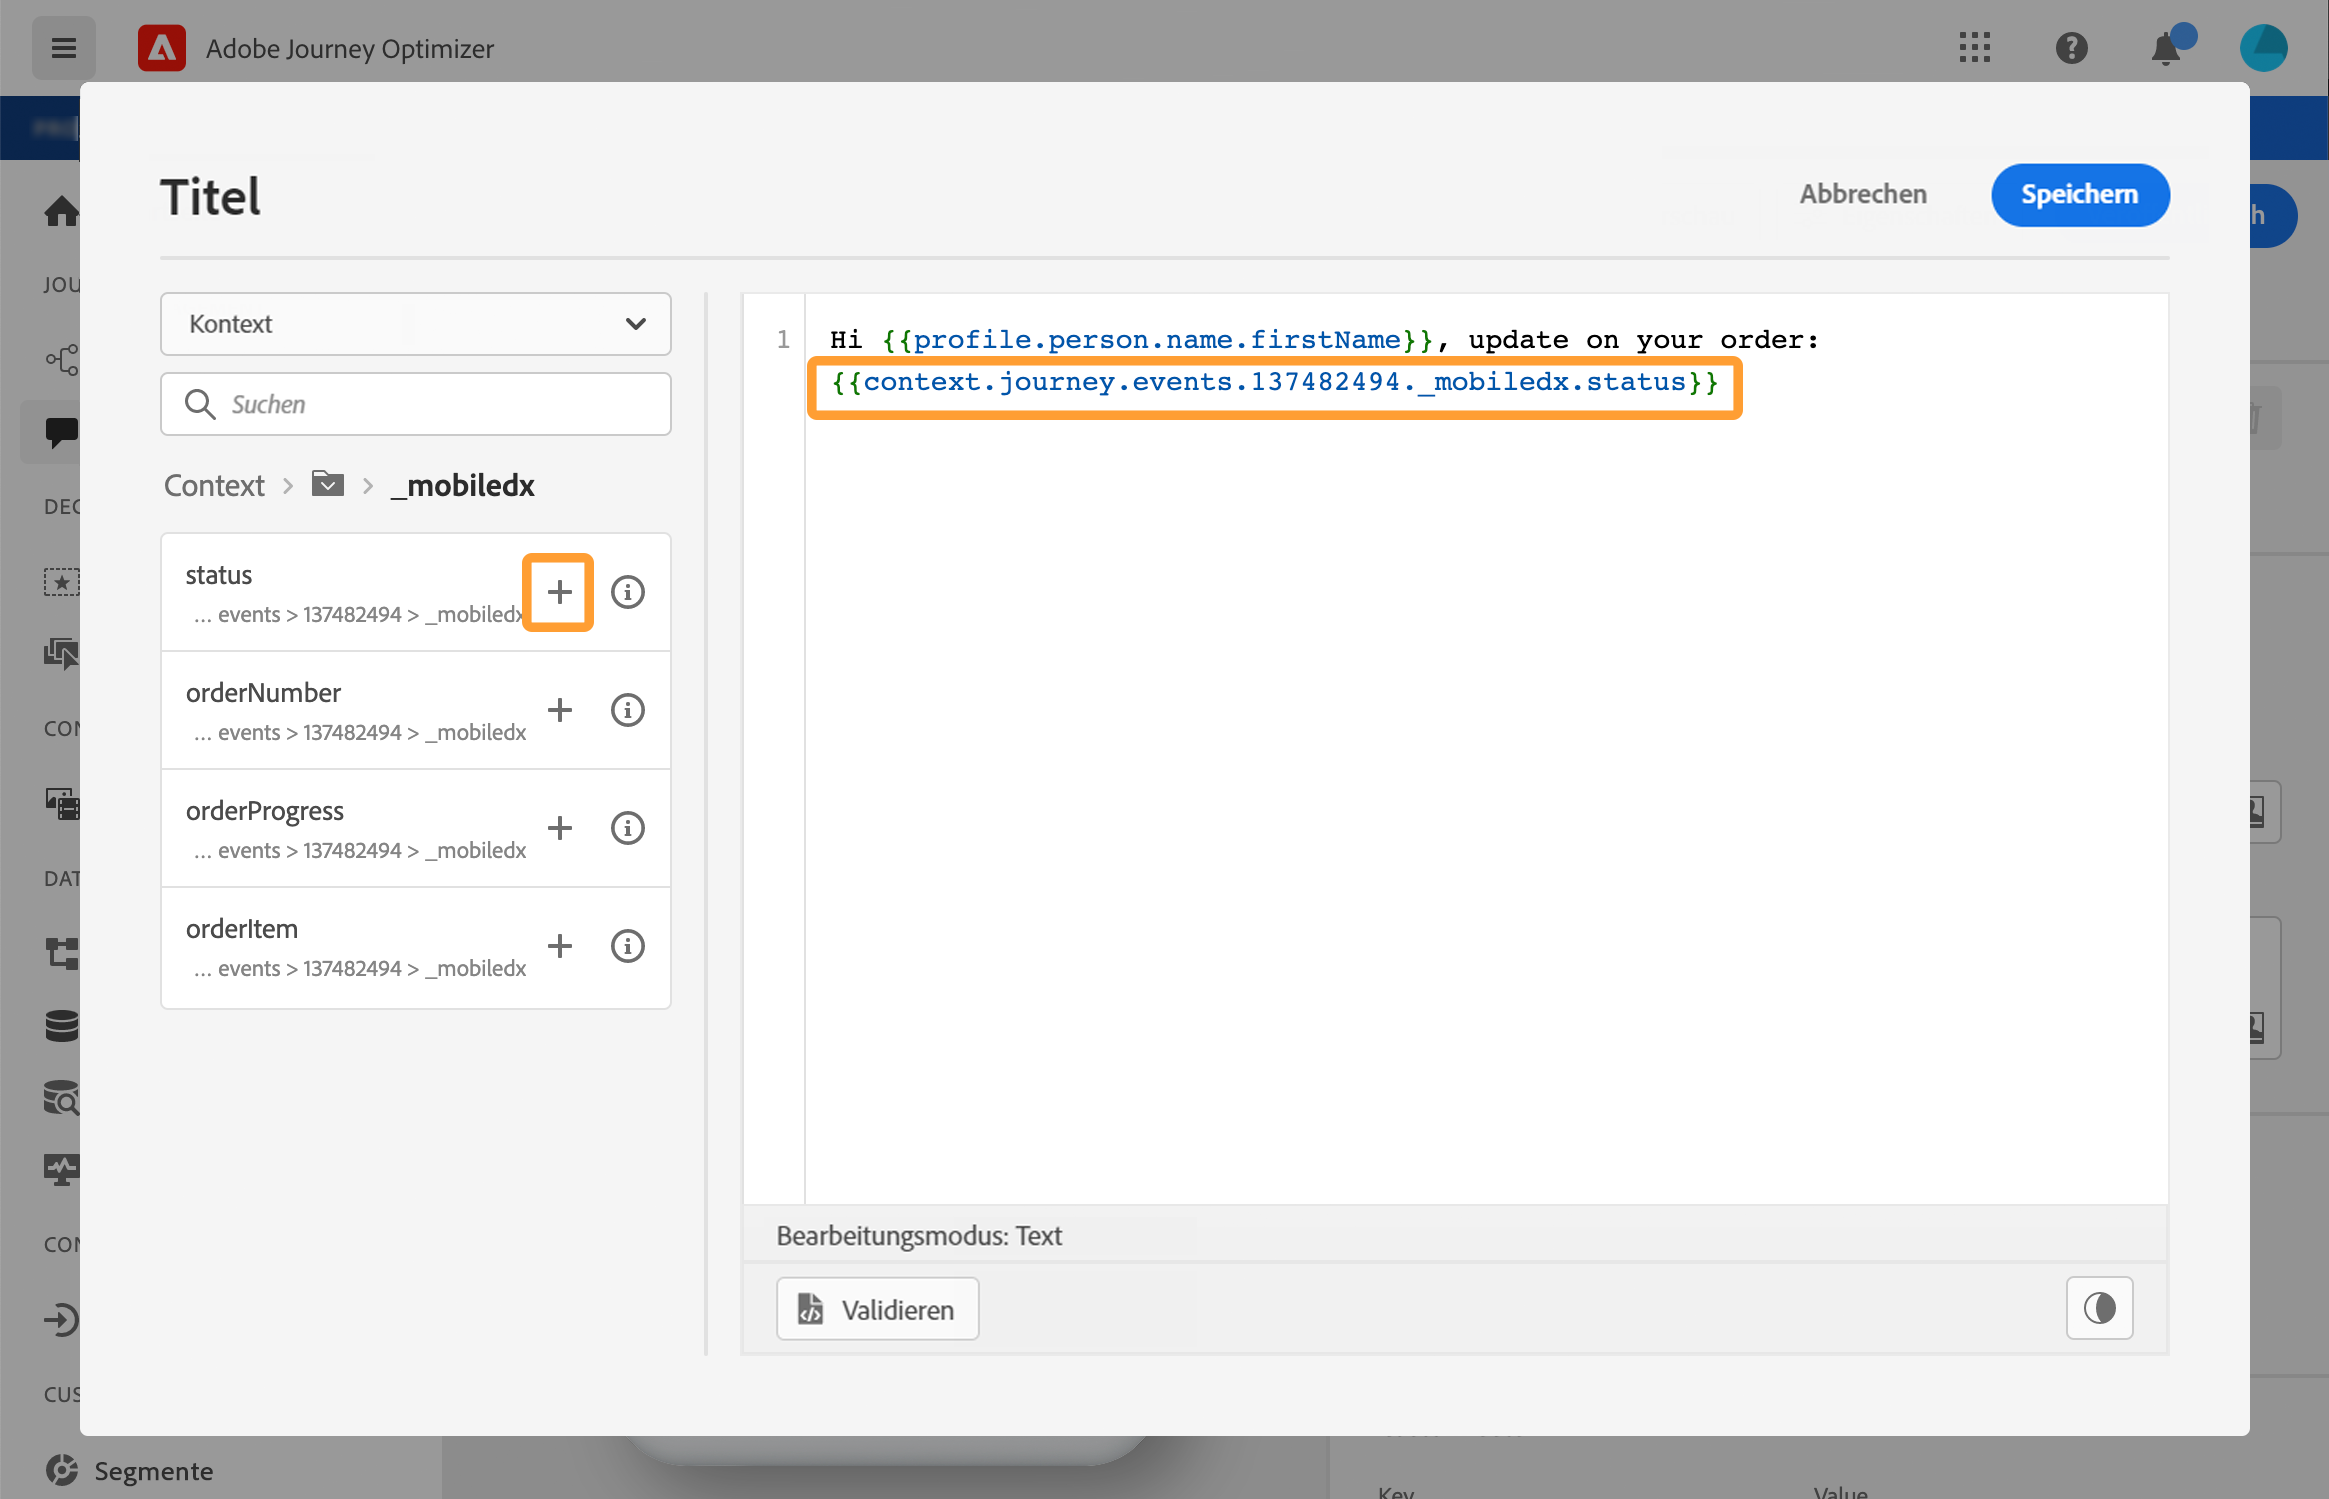 Adobe Journey Optimizer
Titel
Abbrechen
Speichern
h
JOU
DEC
CON
DAT
CON
CUS
Segmente
Kontext
Suchen
Context > > _mobiledx
status
... events > 137482494 > _mobiledx
orderNumber
... events > 137482494 > _mobiledx
orderProgress
... events > 137482494 > _mobiledx
orderItem
... events > 137482494 > _mobiledx
1 Hi {{profile.person.name.firstName}}, update on your order:
{{context.journey.events.137482494._mobiledx.status}}
Bearbeitungsmodus: Text
Validieren
Key
Value